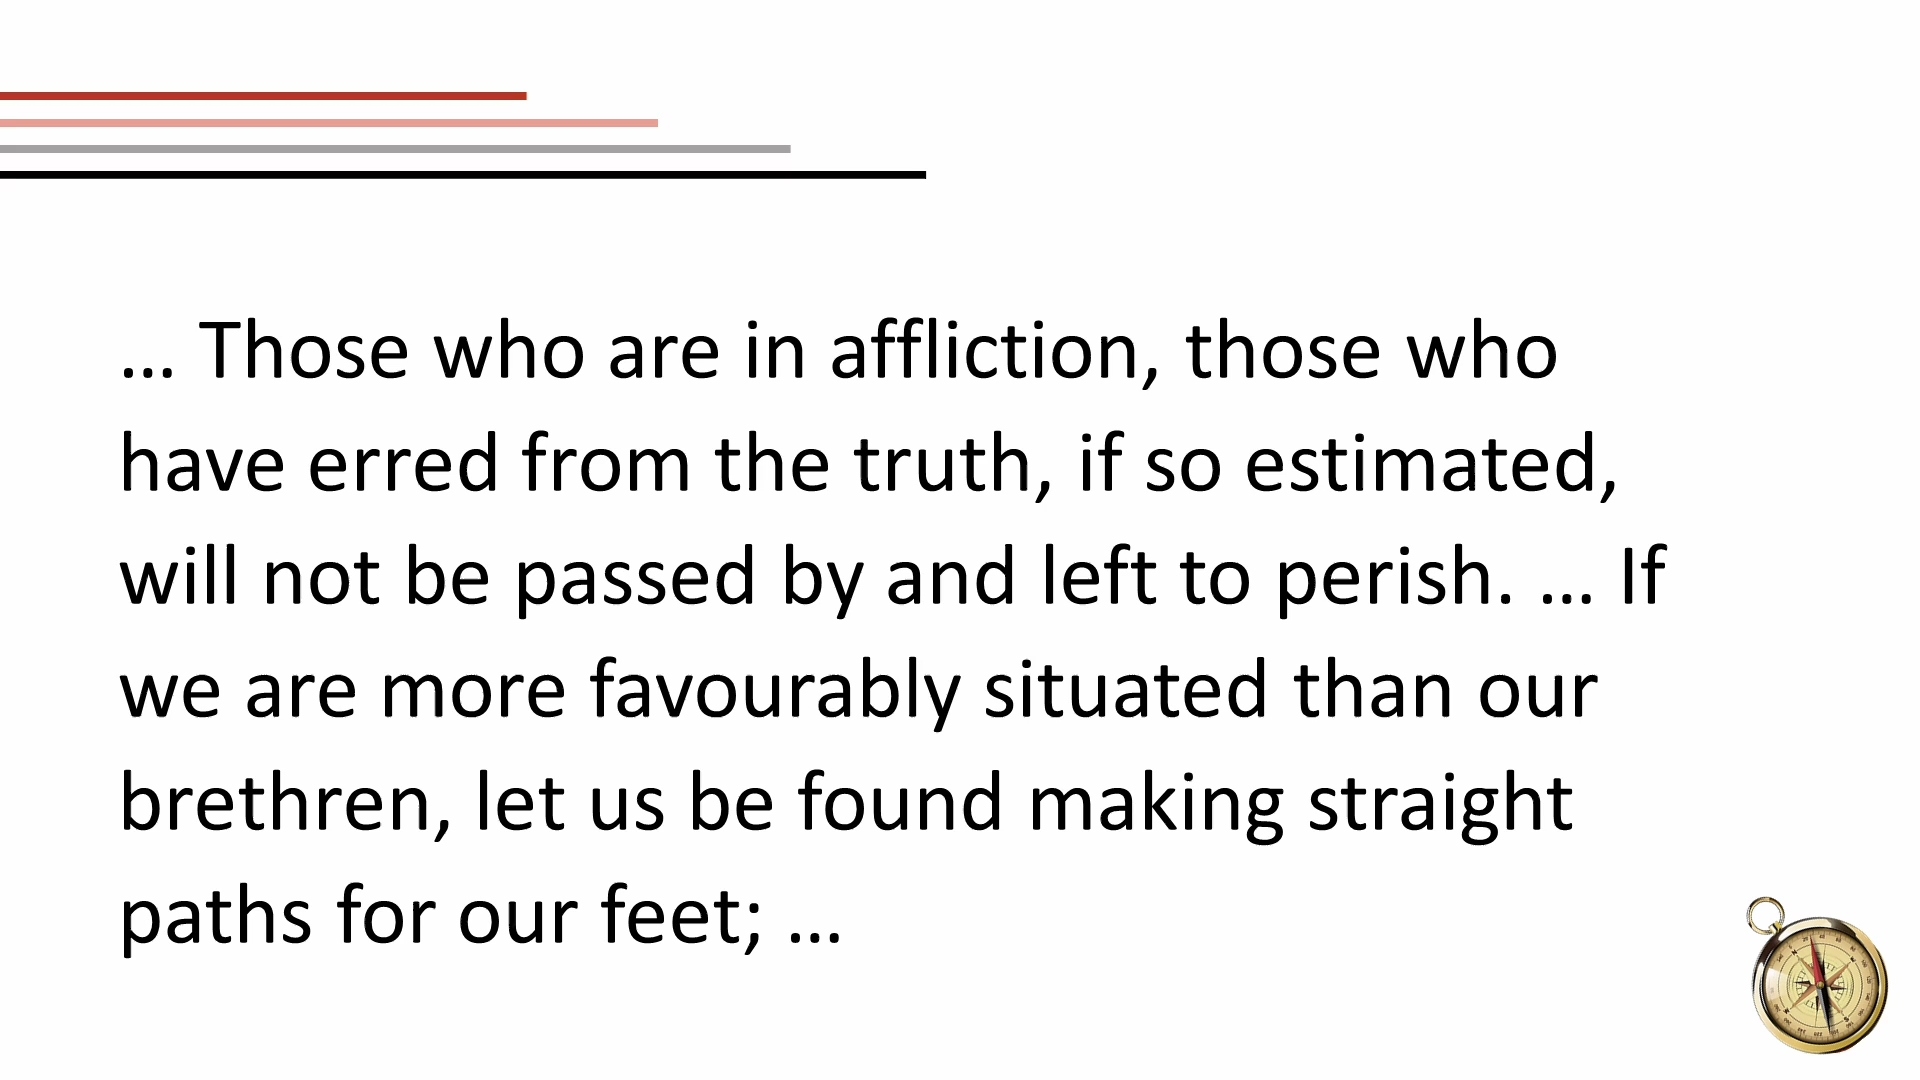 … Those who are in affliction, those who
have erred from the truth, if so estimated,
will not be passed by and left to perish. … If
we are more favourably situated than our
brethren, let us be found making straight
paths for our feet; …